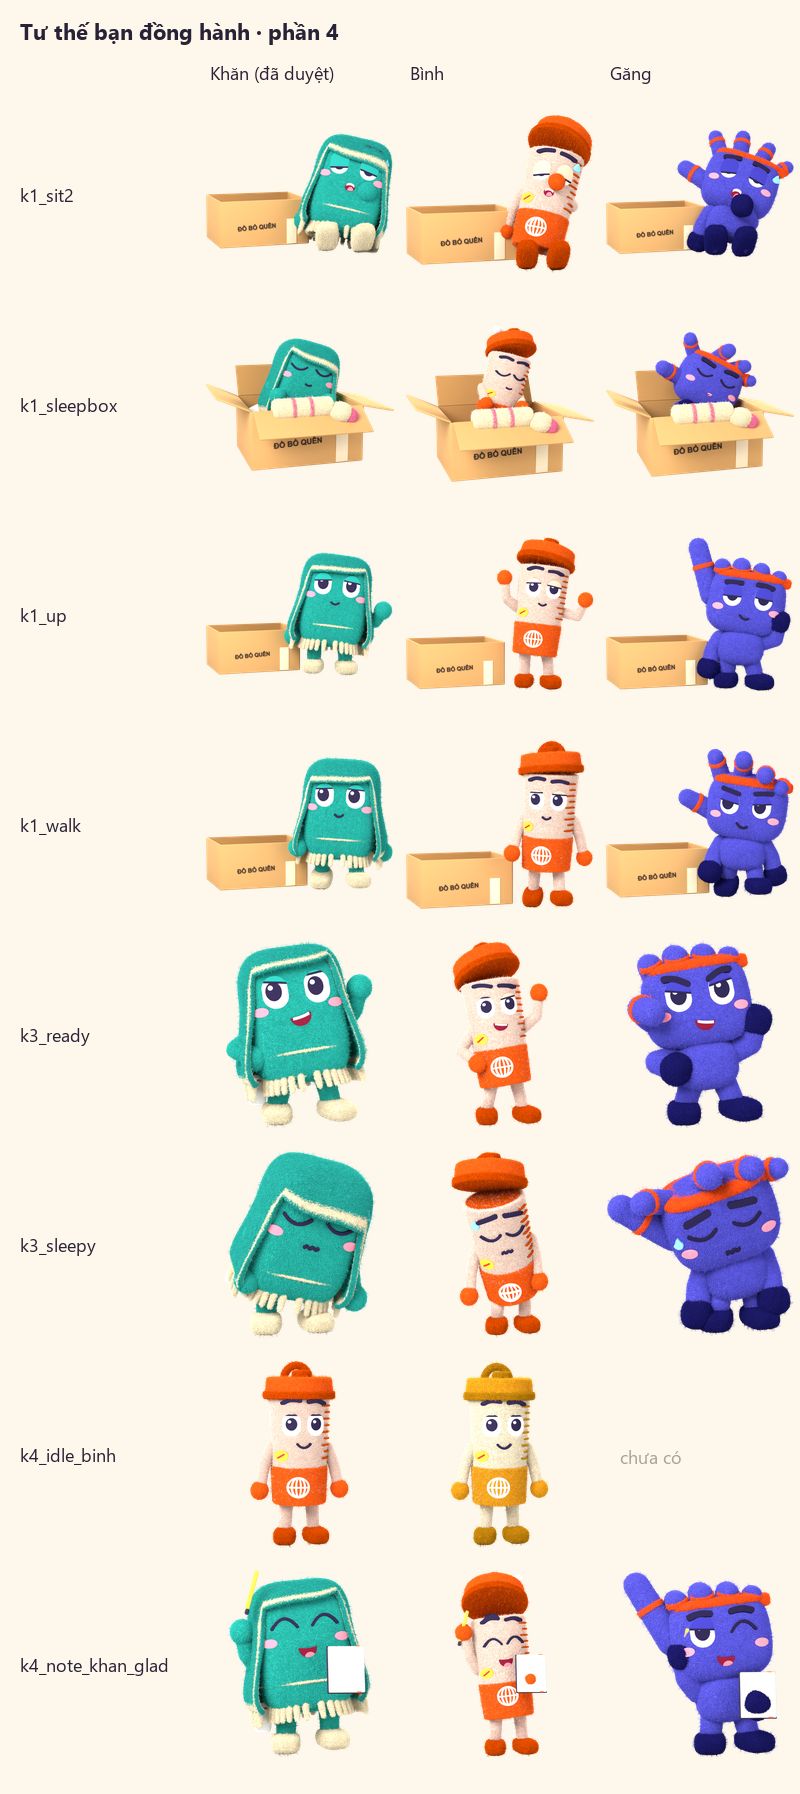 Tư thế bạn đồng hành · phần 4
Khăn (đã duyệt) Bình Găng
k1_sit2
ĐỒ BỎ QUÊN ĐỒ BỎ QUÊN ĐỒ BỎ QUÊN
k1_sleepbox
ĐỒ BỎ QUÊN ĐỒ BỎ QUÊN ĐỒ BỎ QUÊN
k1_up
ĐỒ BỎ QUÊN ĐỒ BỎ QUÊN ĐỒ BỎ QUÊN
k1_walk
ĐỒ BỎ QUÊN ĐỒ BỎ QUÊN ĐỒ BỎ QUÊN
k3_ready
k3_sleepy
k4_idle_binh chưa có
k4_note_khan_glad